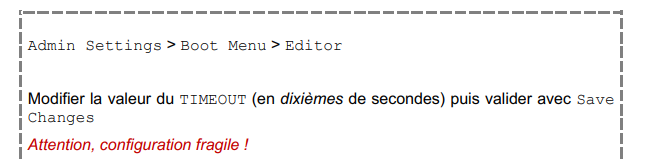 Admin Settings > Boot Menu > Editor
Modifier la valeur du TIMEOUT (en dixièmes de secondes) puis valider avec Save
Changes
Attention, configuration fragile !